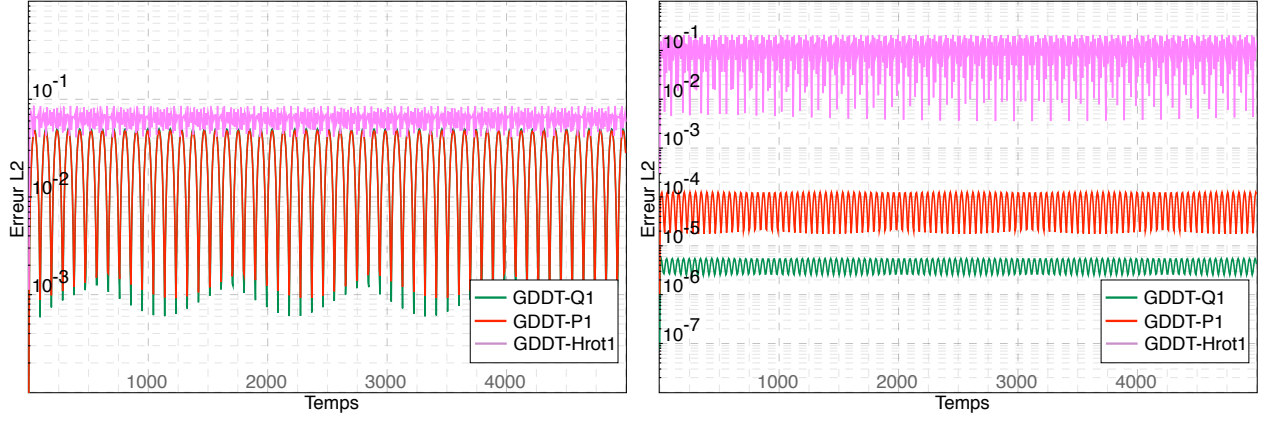 10^-1
10^-2
10^-3
Erreur L2
1000
2000
3000
4000
Temps
GDDT-Q1
GDDT-P1
GDDT-Hrot1
10^-1
10^-2
10^-3
10^-4
10^-5
10^-6
10^-7
Erreur L2
1000
2000
3000
4000
Temps
GDDT-Q1
GDDT-P1
GDDT-Hrot1